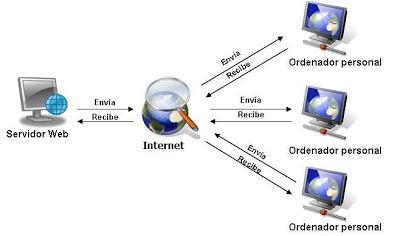 Envía
Recibe
Ordenador personal
Envía
Recibe
Servidor Web
Internet
Envía
Recibe
Ordenador personal
Envía
Recibe
Ordenador personal